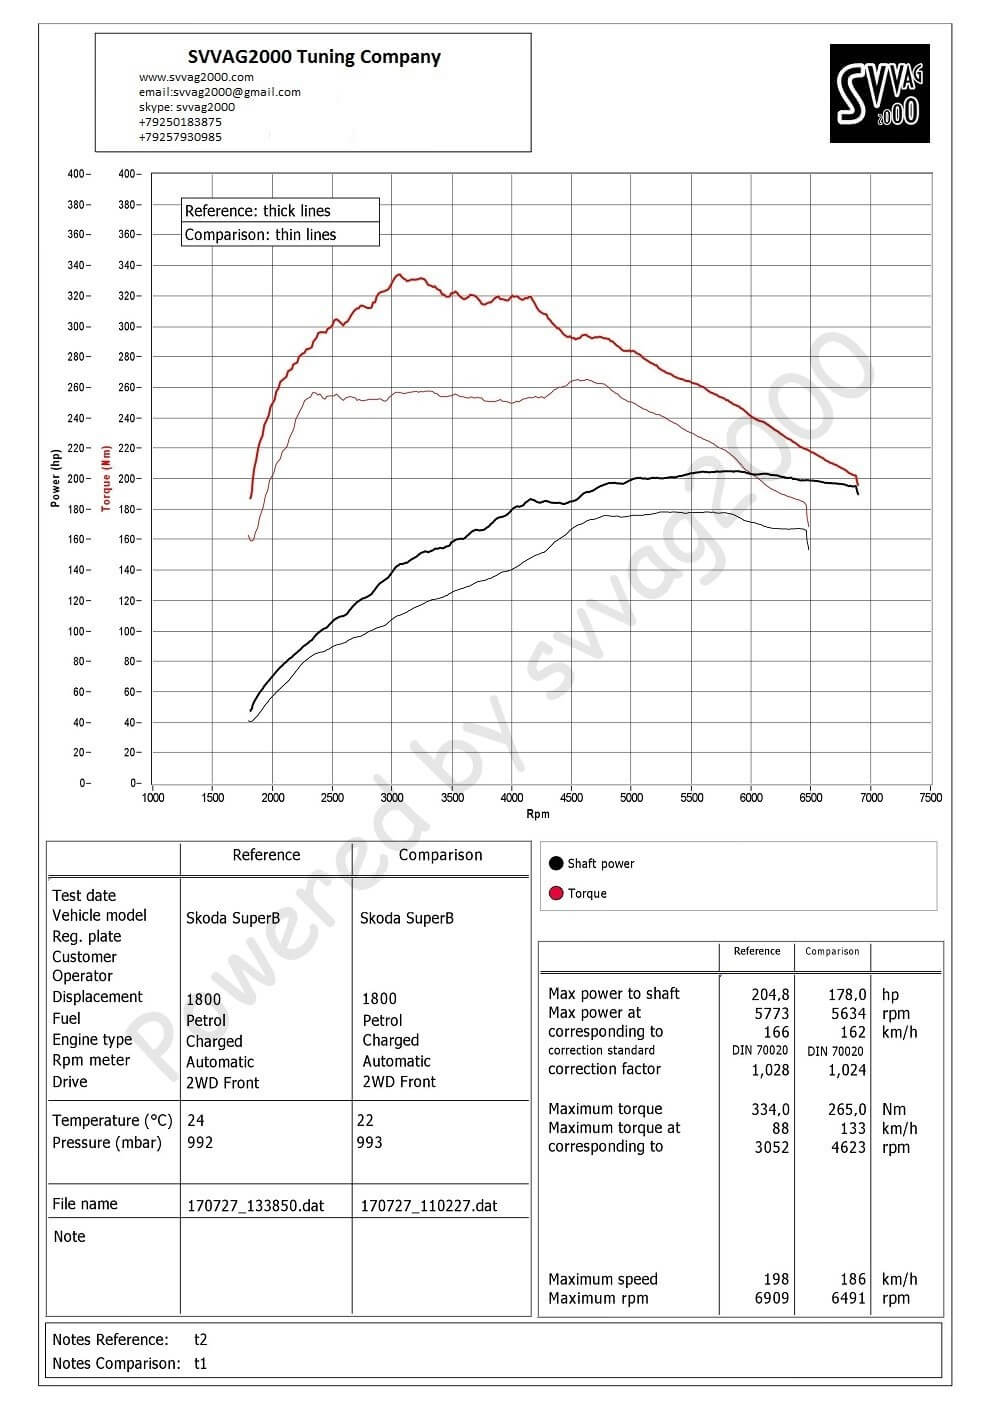 SVVAG2000 Tuning Company
www.svvag2000.com
email:svvag2000@gmail.com
skype: svvag2000
+79250183875
+79257930985
SVVAG
2000
Reference: thick lines
Comparison: thin lines
400- 400-
380- 380-
360- 360-
340- 340-
320- 320-
300- 300-
280- 280-
260- 260-
240- 240-
220- 220-
200- 200-
180- 180-
160- 160-
140- 140-
120- 120-
100- 100-
80- 80-
60- 60-
40- 40-
20- 20-
0- 0-
Power (hp)
Torque (Nm)
1000 1500 2000 2500 3000 3500 4000 4500 5000 5500 6000 6500 7000 7500
Rpm
Powered by svvag2000
Reference Comparison
Test date
Vehicle model Skoda SuperB Skoda SuperB
Reg. plate
Customer
Operator
Displacement 1800 1800
Fuel Petrol Petrol
Engine type Charged Charged
Rpm meter Automatic Automatic
Drive 2WD Front 2WD Front
Temperature (°C) 24 22
Pressure (mbar) 992 993
File name 170727_133850.dat 170727_110227.dat
Note
Shaft power
Torque
Reference Comparison
Max power to shaft 204,8 178,0 hp
Max power at 5773 5634 rpm
corresponding to 166 162 km/h
correction standard DIN 70020 DIN 70020
correction factor 1,028 1,024
Maximum torque 334,0 265,0 Nm
Maximum torque at 88 133 km/h
corresponding to 3052 4623 rpm
Maximum speed 198 186 km/h
Maximum rpm 6909 6491 rpm
Notes Reference: t2
Notes Comparison: t1